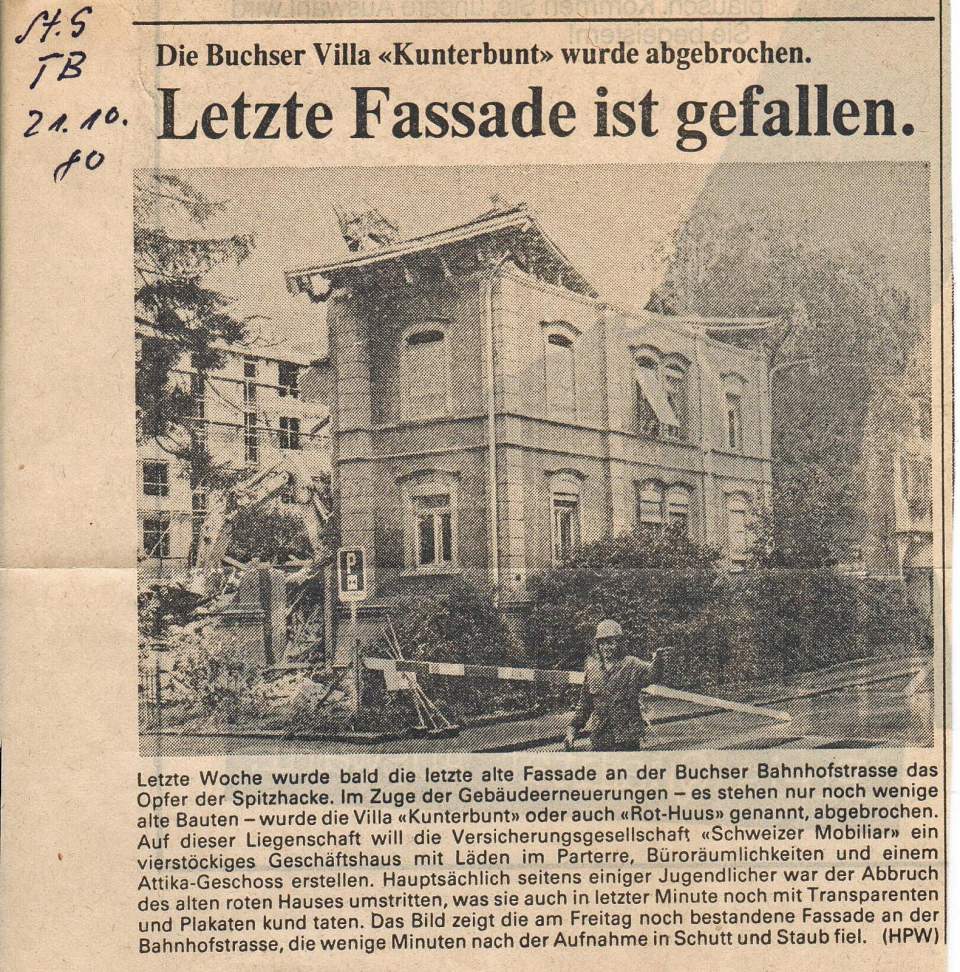 St. G
TB
21.10.
80
Die Buchser Villa «Kunterbunt» wurde abgebrochen.
Letzte Fassade ist gefallen.
P
Letzte Woche wurde bald die letzte alte Fassade an der Buchser Bahnhofstrasse das
Opfer der Spitzhacke. Im Zuge der Gebäudeerneuerungen – es stehen nur noch wenige
alte Bauten – wurde die Villa «Kunterbunt» oder auch «Rot-Huus» genannt, abgebrochen.
Auf dieser Liegenschaft will die Versicherungsgesellschaft «Schweizer Mobiliar» ein
vierstöckiges Geschäftshaus mit Läden im Parterre, Büroräumlichkeiten und einem
Attika-Geschoss erstellen. Hauptsächlich seitens einiger Jugendlicher war der Abbruch
des alten roten Hauses umstritten, was sie auch in letzter Minute noch mit Transparenten
und Plakaten kund taten. Das Bild zeigt die am Freitag noch bestandene Fassade an der
Bahnhofstrasse, die wenige Minuten nach der Aufnahme in Schutt und Staub fiel. (HPW)